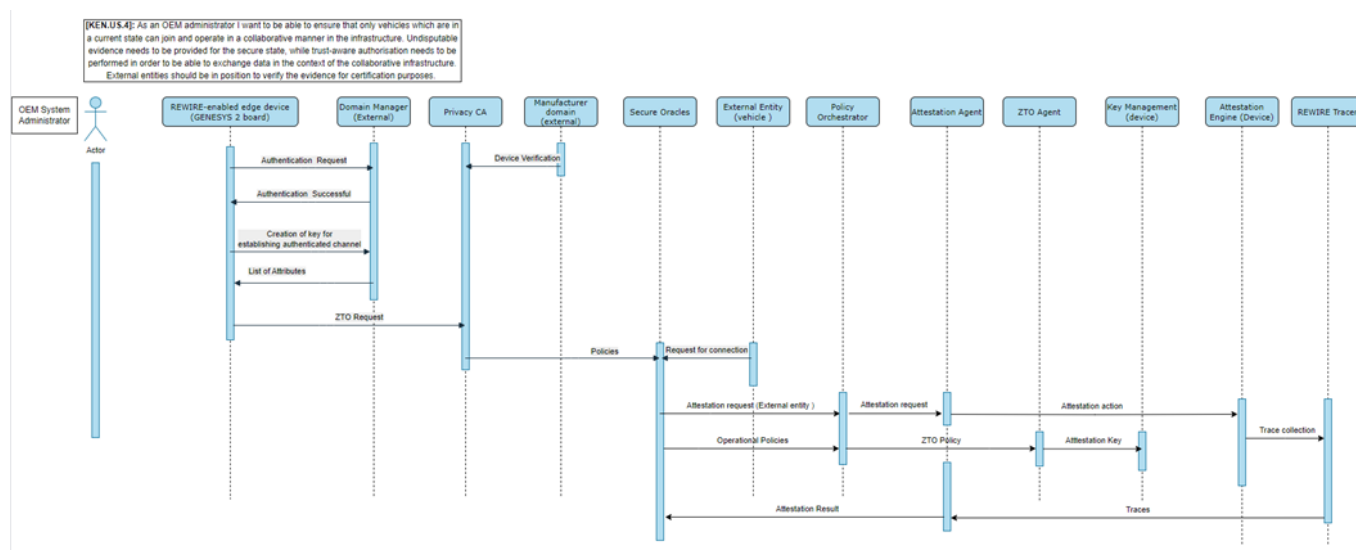 [KEN.US.4]: As an OEM administrator I want to be able to ensure that only vehicles which are in
a current state can join and operate in a collaborative manner in the infrastructure. Undisputable
evidence needs to be provided for the secure state, while trust-aware authorisation needs to be
performed in order to be able to exchange data in the context of the collaborative infrastructure.
External entities should be in position to verify the evidence for certification purposes.
OEM System
Administrator
Actor
REWIRE-enabled edge device
(GENESYS 2 board)
Domain Manager
(External)
Privacy CA
Manufacturer
domain
(external)
Secure Oracles
External Entity
(vehicle )
Policy
Orchestrator
Attestation Agent
ZTO Agent
Key Management
(device)
Attestation
Engine (Device)
REWIRE Tracer
Authentication Request
Device Verification
Authentication Successful
Creation of key for
establishing authenticated channel
List of Attributes
ZTO Request
Policies
Request for connection
Attestation request (External entity )
Attestation request
Attestation action
Trace collection
Operational Policies
ZTO Policy
Atttestation Key
Attestation Result
Traces